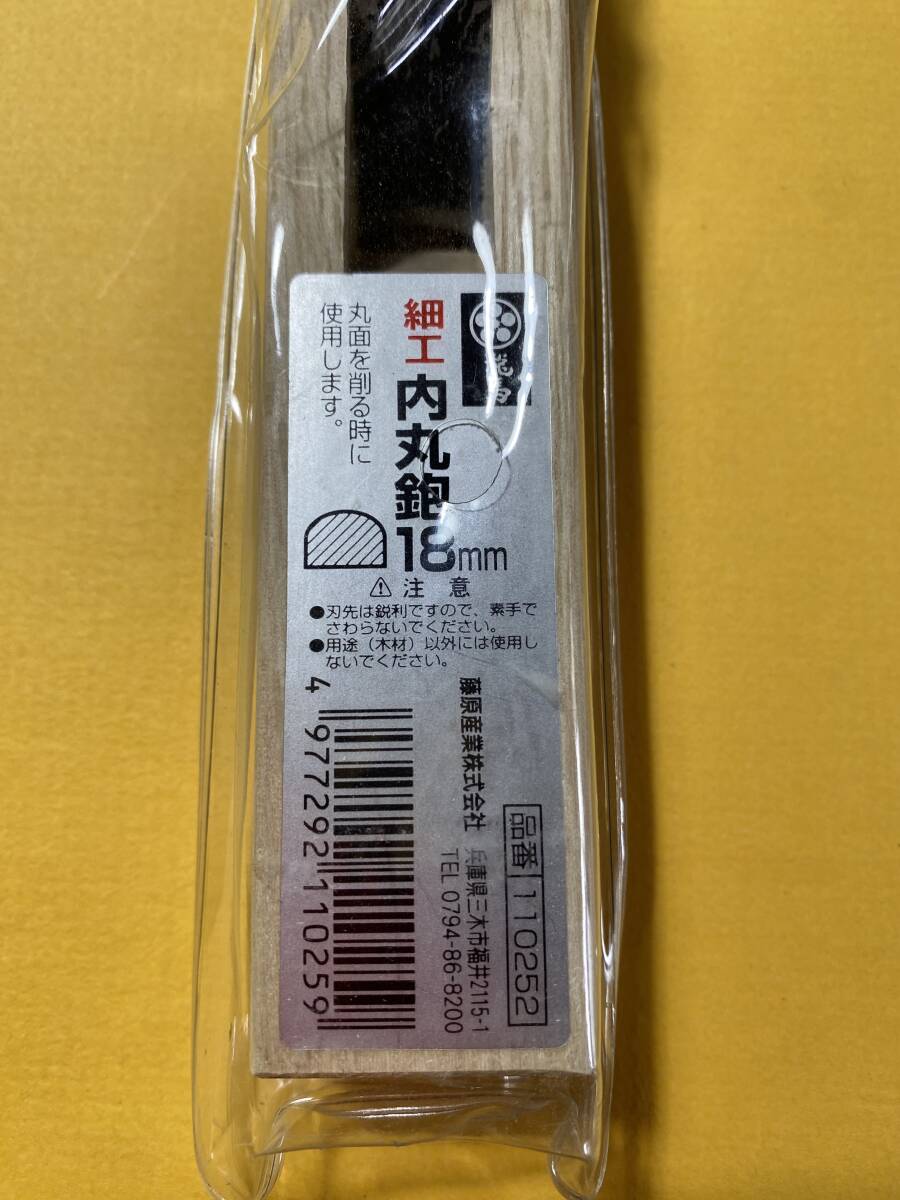 細工
内丸鉋
18mm
丸面を削る時に
使用します。
注意
●刃先は鋭利ですので、素手で
さわらないでください。
●用途（木材）以外には使用し
ないでください。
4 977292 110259
藤原産業株式会社 兵庫県三木市福井2115-1
TEL 0794-86-8200
品番 110252